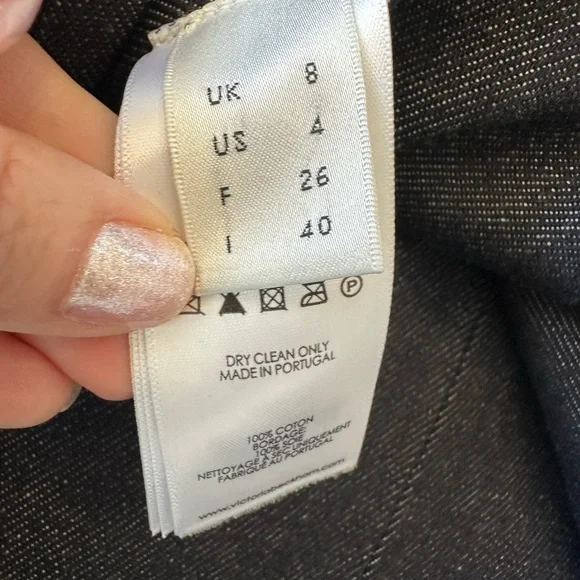 UK 8
US 4
F 26
I 40
P
DRY CLEAN ONLY
MADE IN PORTUGAL
100% COTON
BORDAGE:
100% SOIE
NETTOYAGE À SEC UNIQUEMENT
FABRIQUÉ AU PORTUGAL
www.victoriabeckham.com